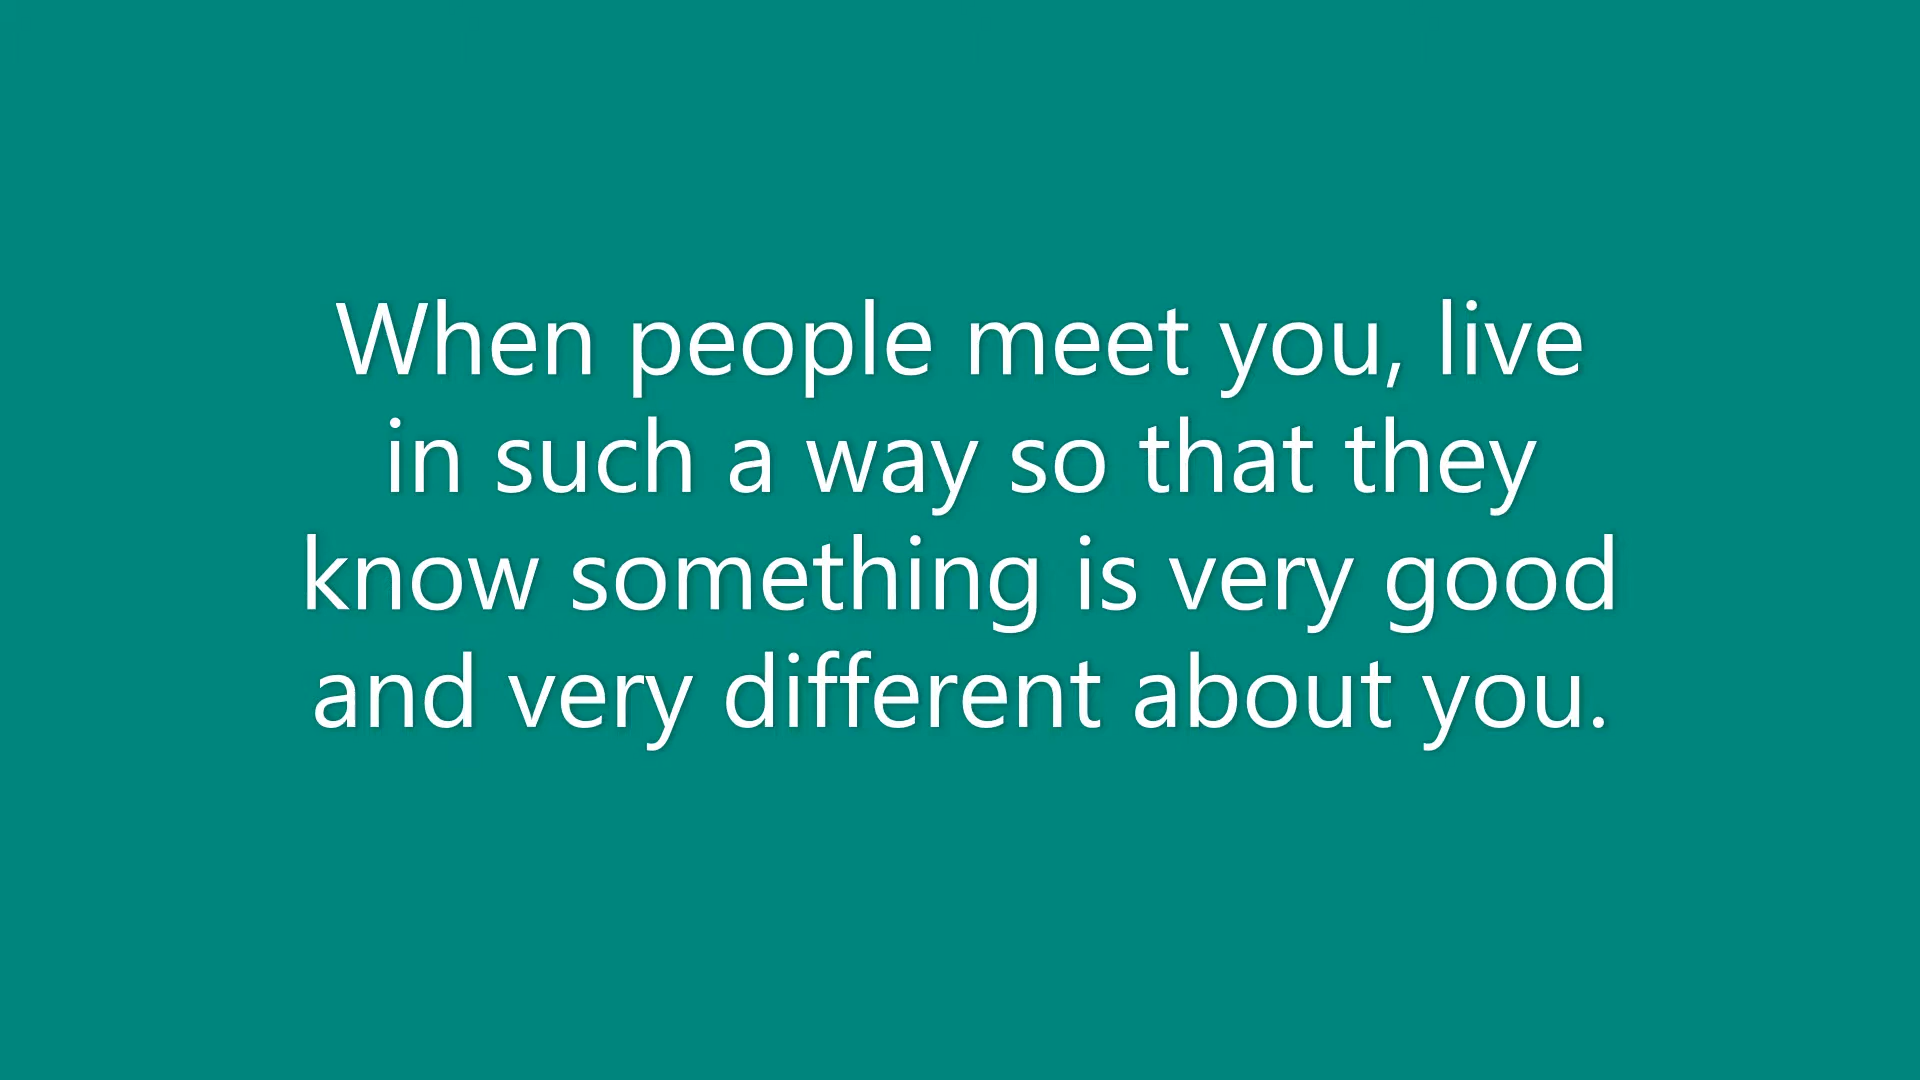 When people meet you, live
in such a way so that they
know something is very good
and very different about you.